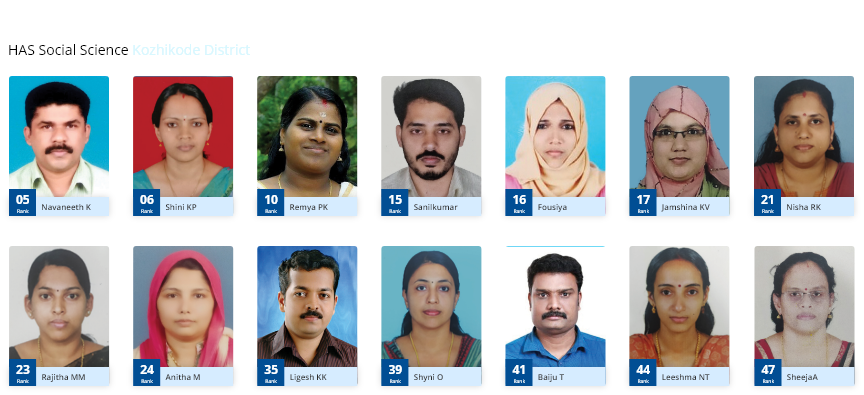 HAS Social Science Kozhikode District
05 Rank Navaneeth K
06 Rank Shini KP
10 Rank Remya PK
15 Rank Sanilkumar
16 Rank Fousiya
17 Rank Jamshina KV
21 Rank Nisha RK
23 Rank Rajitha MM
24 Rank Anitha M
35 Rank Ligesh KK
39 Rank Shyni O
41 Rank Baiju T
44 Rank Leeshma NT
47 Rank SheejaA